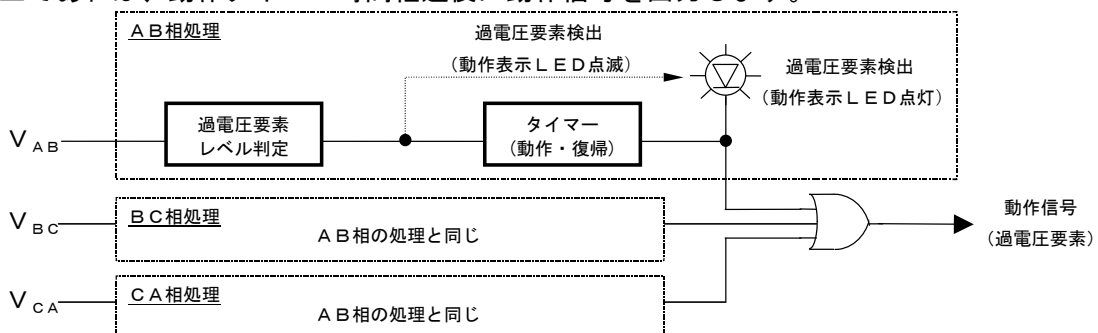 AB相処理
過電圧要素検出
(動作表示LED点滅)
過電圧要素検出
(動作表示LED点灯)
V AB
過電圧要素
レベル判定
タイマー
(動作・復帰)
V BC
BC相処理
AB相の処理と同じ
動作信号
(過電圧要素)
V CA
CA相処理
AB相の処理と同じ